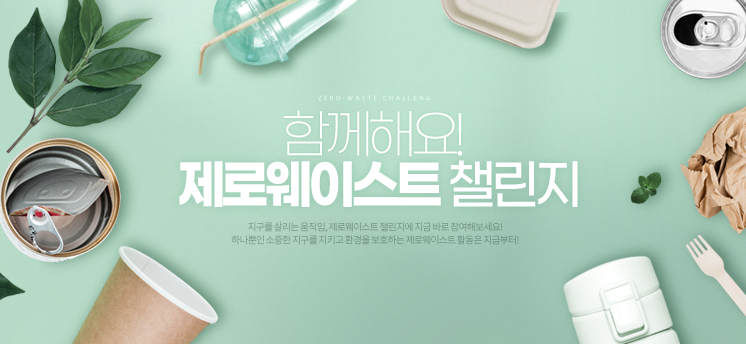 ZERO-WASTE CHALLENG
함께해요!
제로웨이스트 챌린지
지구를 살리는 움직임, 제로웨이스트 챌린지에 지금 바로 참여해보세요!
하나뿐인 소중한 지구를 지키고 환경을 보호하는 제로웨이스트 활동은 지금부터!